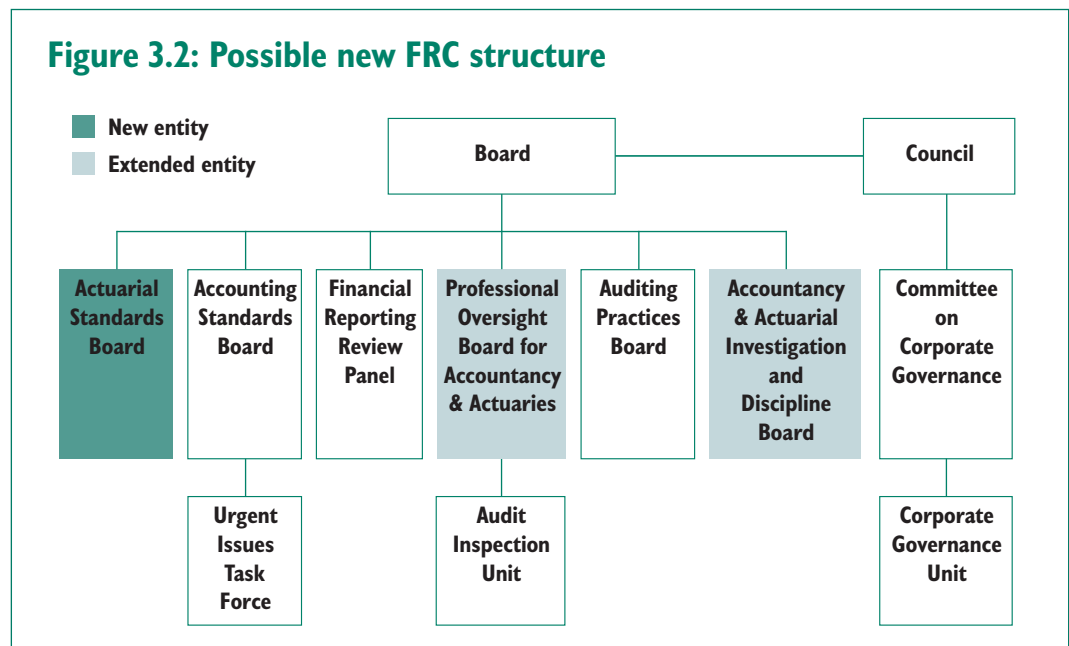 Figure 3.2: Possible new FRC structure
New entity
Extended entity
Board
Council
Actuarial
Standards
Board
Accounting
Standards
Board
Financial
Reporting
Review
Panel
Professional
Oversight
Board for
Accountancy
& Actuaries
Auditing
Practices
Board
Accountancy
& Actuarial
Investigation
and
Discipline
Board
Committee
on
Corporate
Governance
Urgent
Issues
Task
Force
Audit
Inspection
Unit
Corporate
Governance
Unit